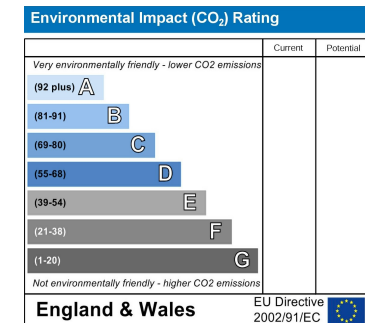 Environmental Impact (CO₂) Rating
Current Potential
Very environmentally friendly - lower CO2 emissions
(92 plus) A
(81-91) B
(69-80) C
(55-68) D
(39-54) E
(21-38) F
(1-20) G
Not environmentally friendly - higher CO2 emissions
England & Wales
EU Directive
2002/91/EC